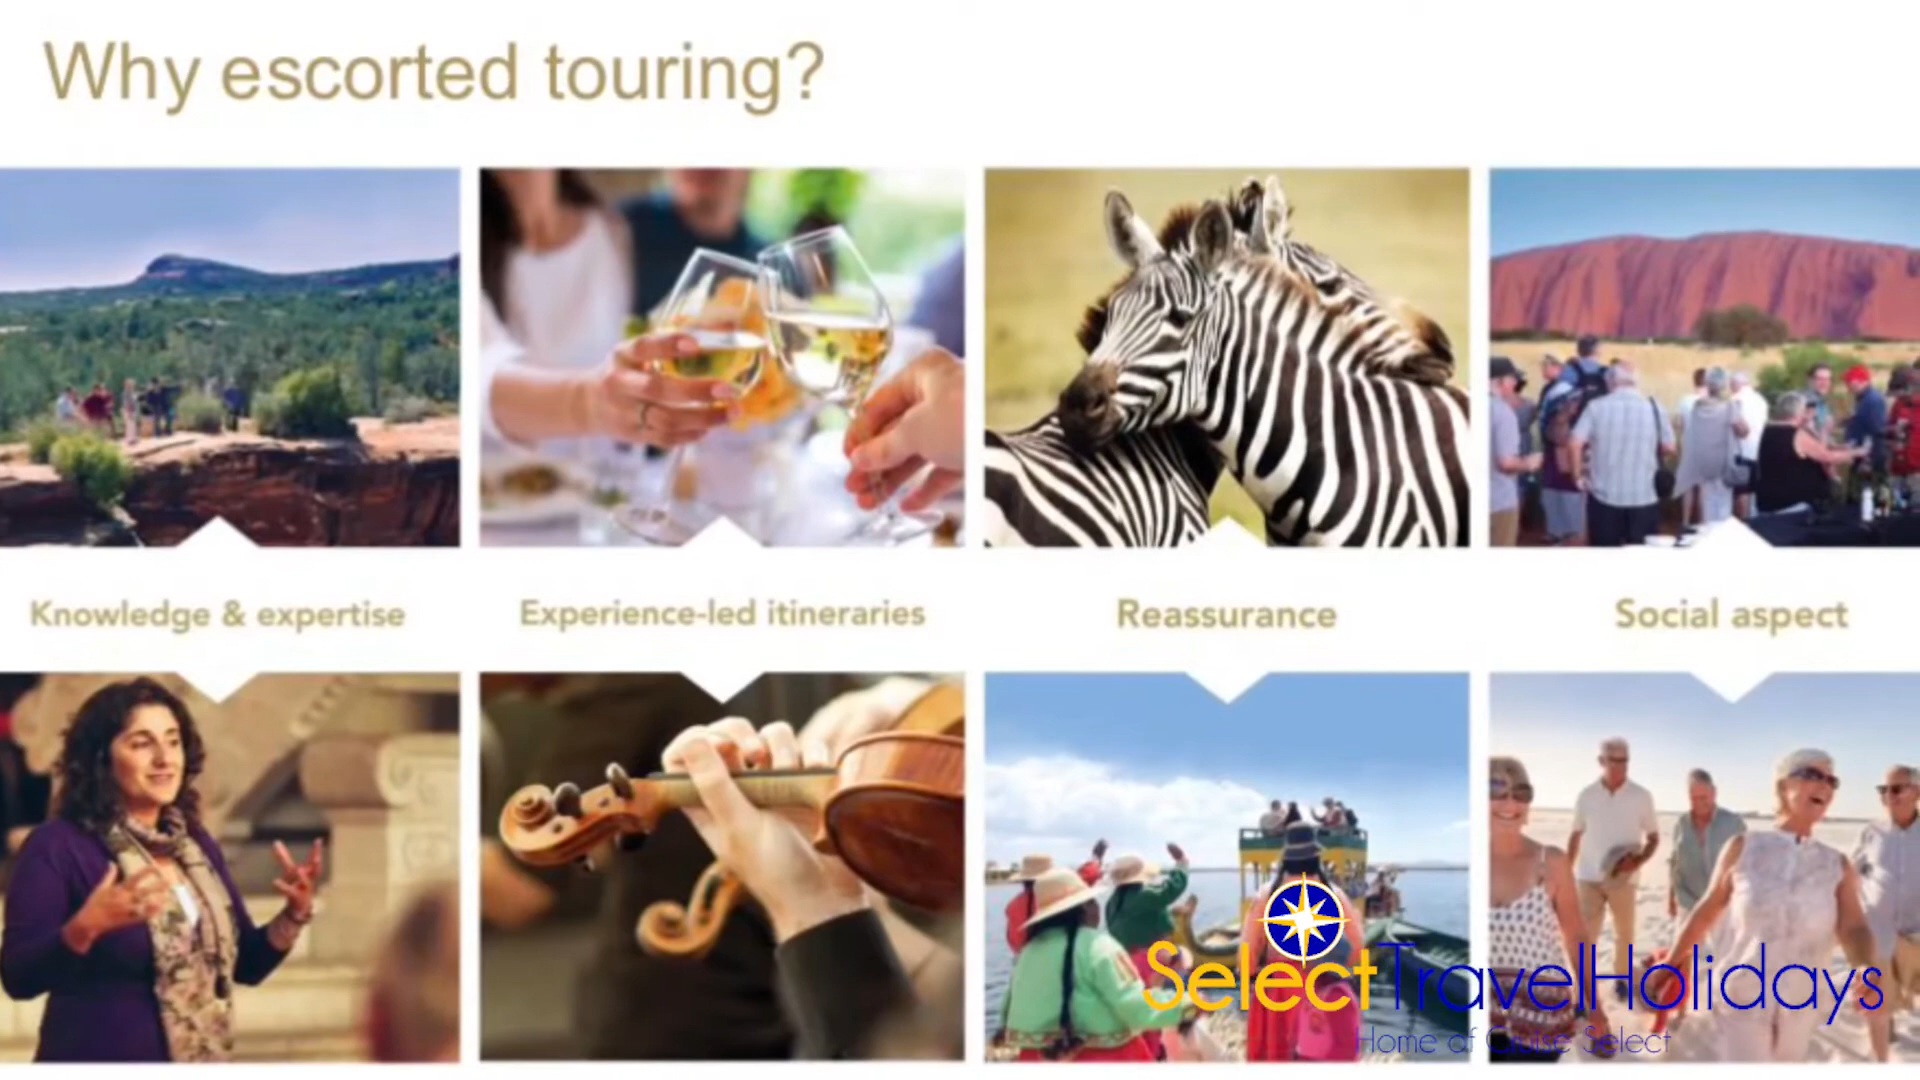 Why escorted touring?
Knowledge & expertise
Experience-led itineraries
Reassurance
Social aspect
SelectTravelHolidays
Home of Cruise Select